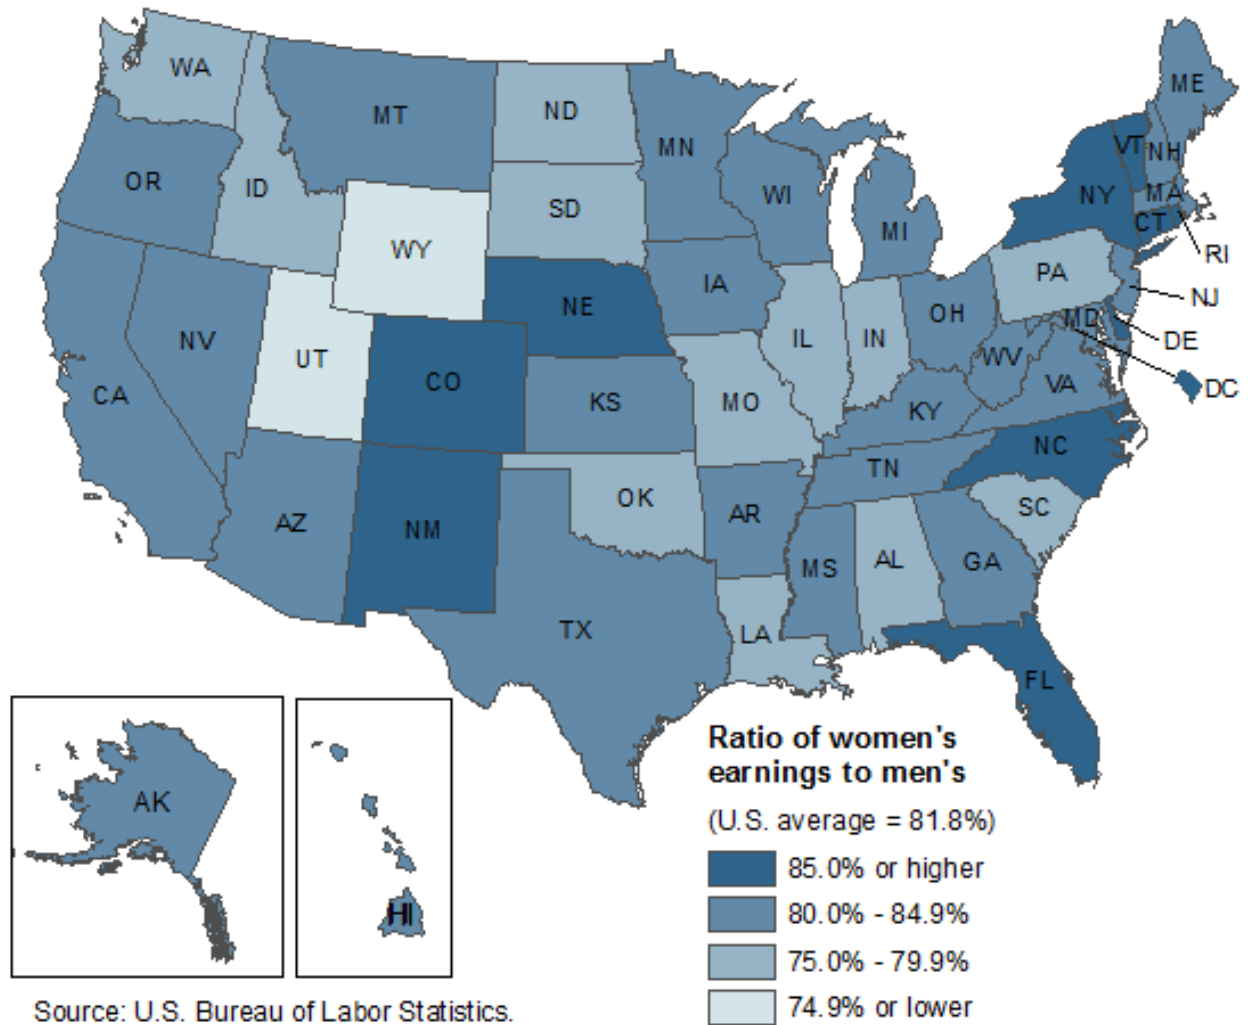 WA
MT
ND
MN
ME
VT
NH
OR
ID
SD
WI
MI
NY
MA
CT
RI
WY
IA
PA
NJ
NE
OH
MD
DE
NV
UT
CO
IL
IN
WV
VA
DC
CA
KS
MO
KY
NC
TN
AZ
NM
OK
AR
SC
MS
AL
GA
TX
LA
FL
AK
HI
Ratio of women's
earnings to men's
(U.S. average = 81.8%)
85.0% or higher
80.0% - 84.9%
75.0% - 79.9%
74.9% or lower
Source: U.S. Bureau of Labor Statistics.